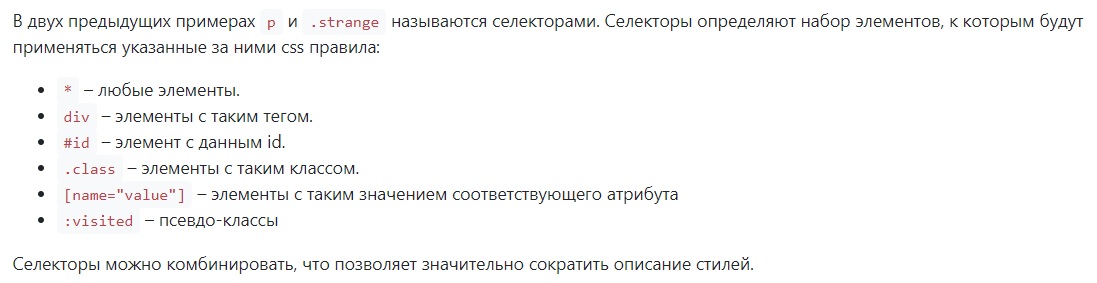 В двух предыдущих примерах p и .strange называются селекторами. Селекторы определяют набор элементов, к которым будут
применяться указанные за ними css правила:
• * – любые элементы.
• div – элементы с таким тегом.
• #id – элемент с данным id.
• .class – элементы с таким классом.
• [name="value"] – элементы с таким значением соответствующего атрибута
• :visited – псевдо-классы
Селекторы можно комбинировать, что позволяет значительно сократить описание стилей.